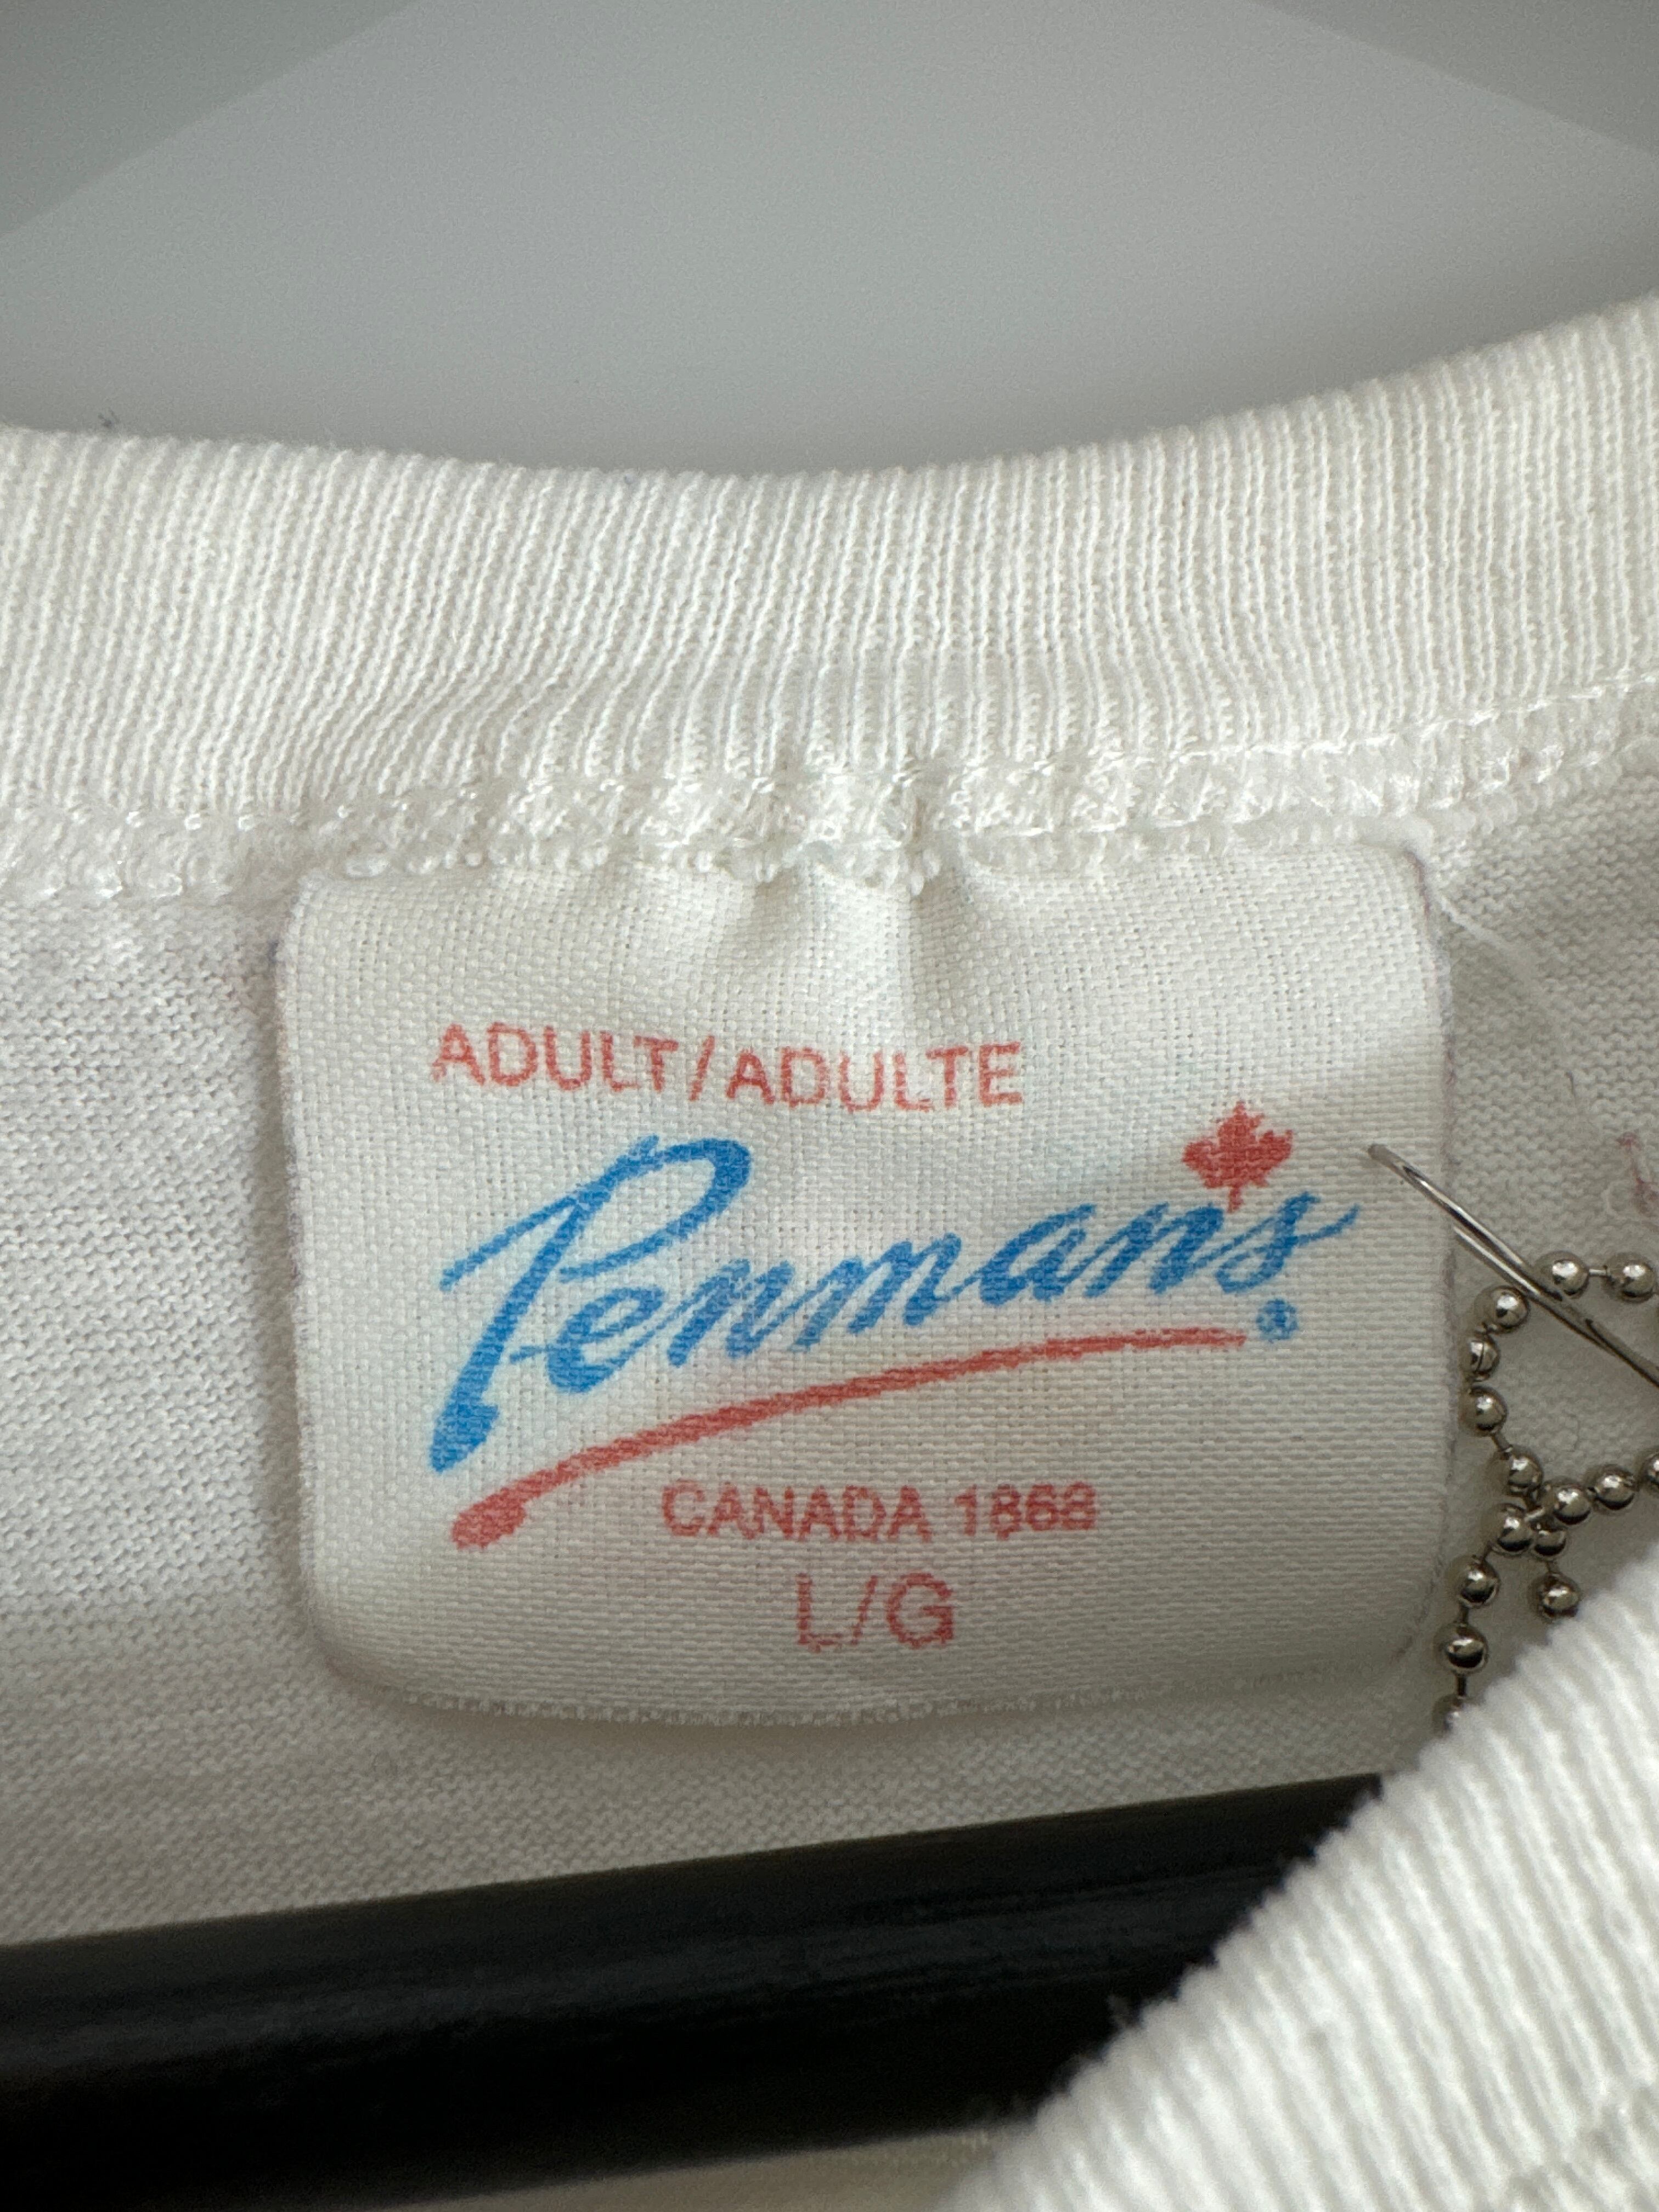 ADULT/ADULTE
Penman's ®
CANADA 1868
L/G